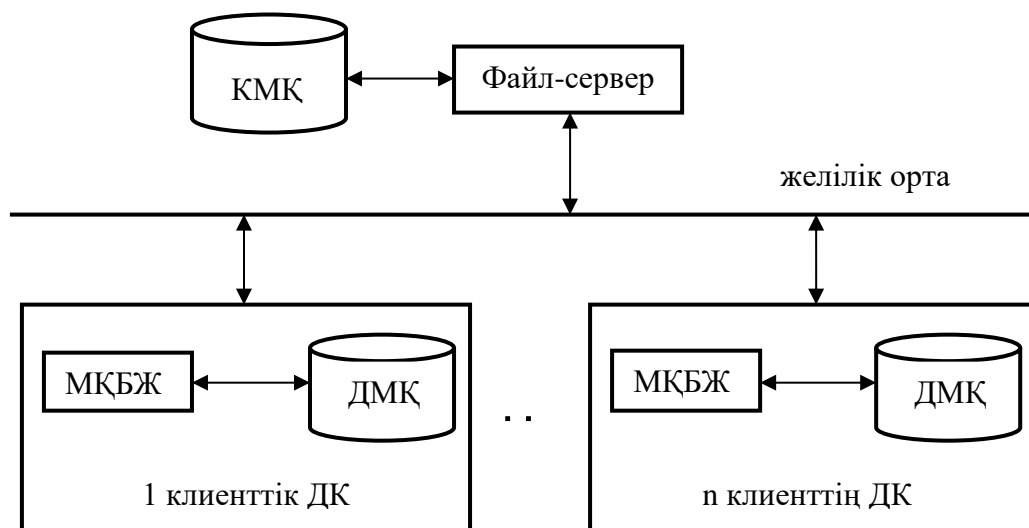 КМҚ
Файл-сервер
желілік орта
МҚБЖ
ДМҚ
. .
МҚБЖ
ДМҚ
1 клиенттік ДК
n клиенттің ДК